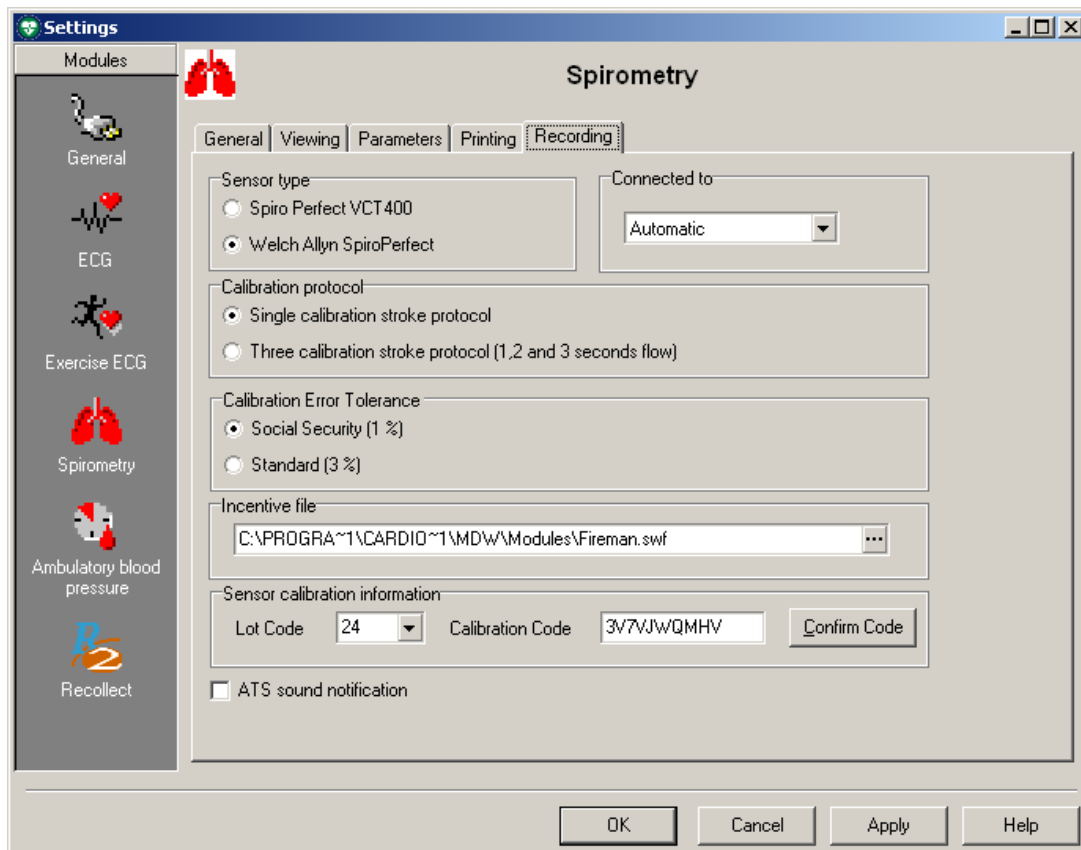 Settings
Modules
General
ECG
Exercise ECG
Spirometry
Ambulatory blood
pressure
Recollect
Spirometry
General Viewing Parameters Printing Recording
Sensor type
Spiro Perfect VCT400
Welch Allyn SpiroPerfect
Connected to
Automatic
Calibration protocol
Single calibration stroke protocol
Three calibration stroke protocol (1,2 and 3 seconds flow)
Calibration Error Tolerance
Social Security (1 %)
Standard (3 %)
Incentive file
C:\PROGRA~1\CARDIO~1\MDW\Modules\Fireman.swf ...
Sensor calibration information
Lot Code 24 Calibration Code 3V7VJWQMHV Confirm Code
ATS sound notification
OK Cancel Apply Help